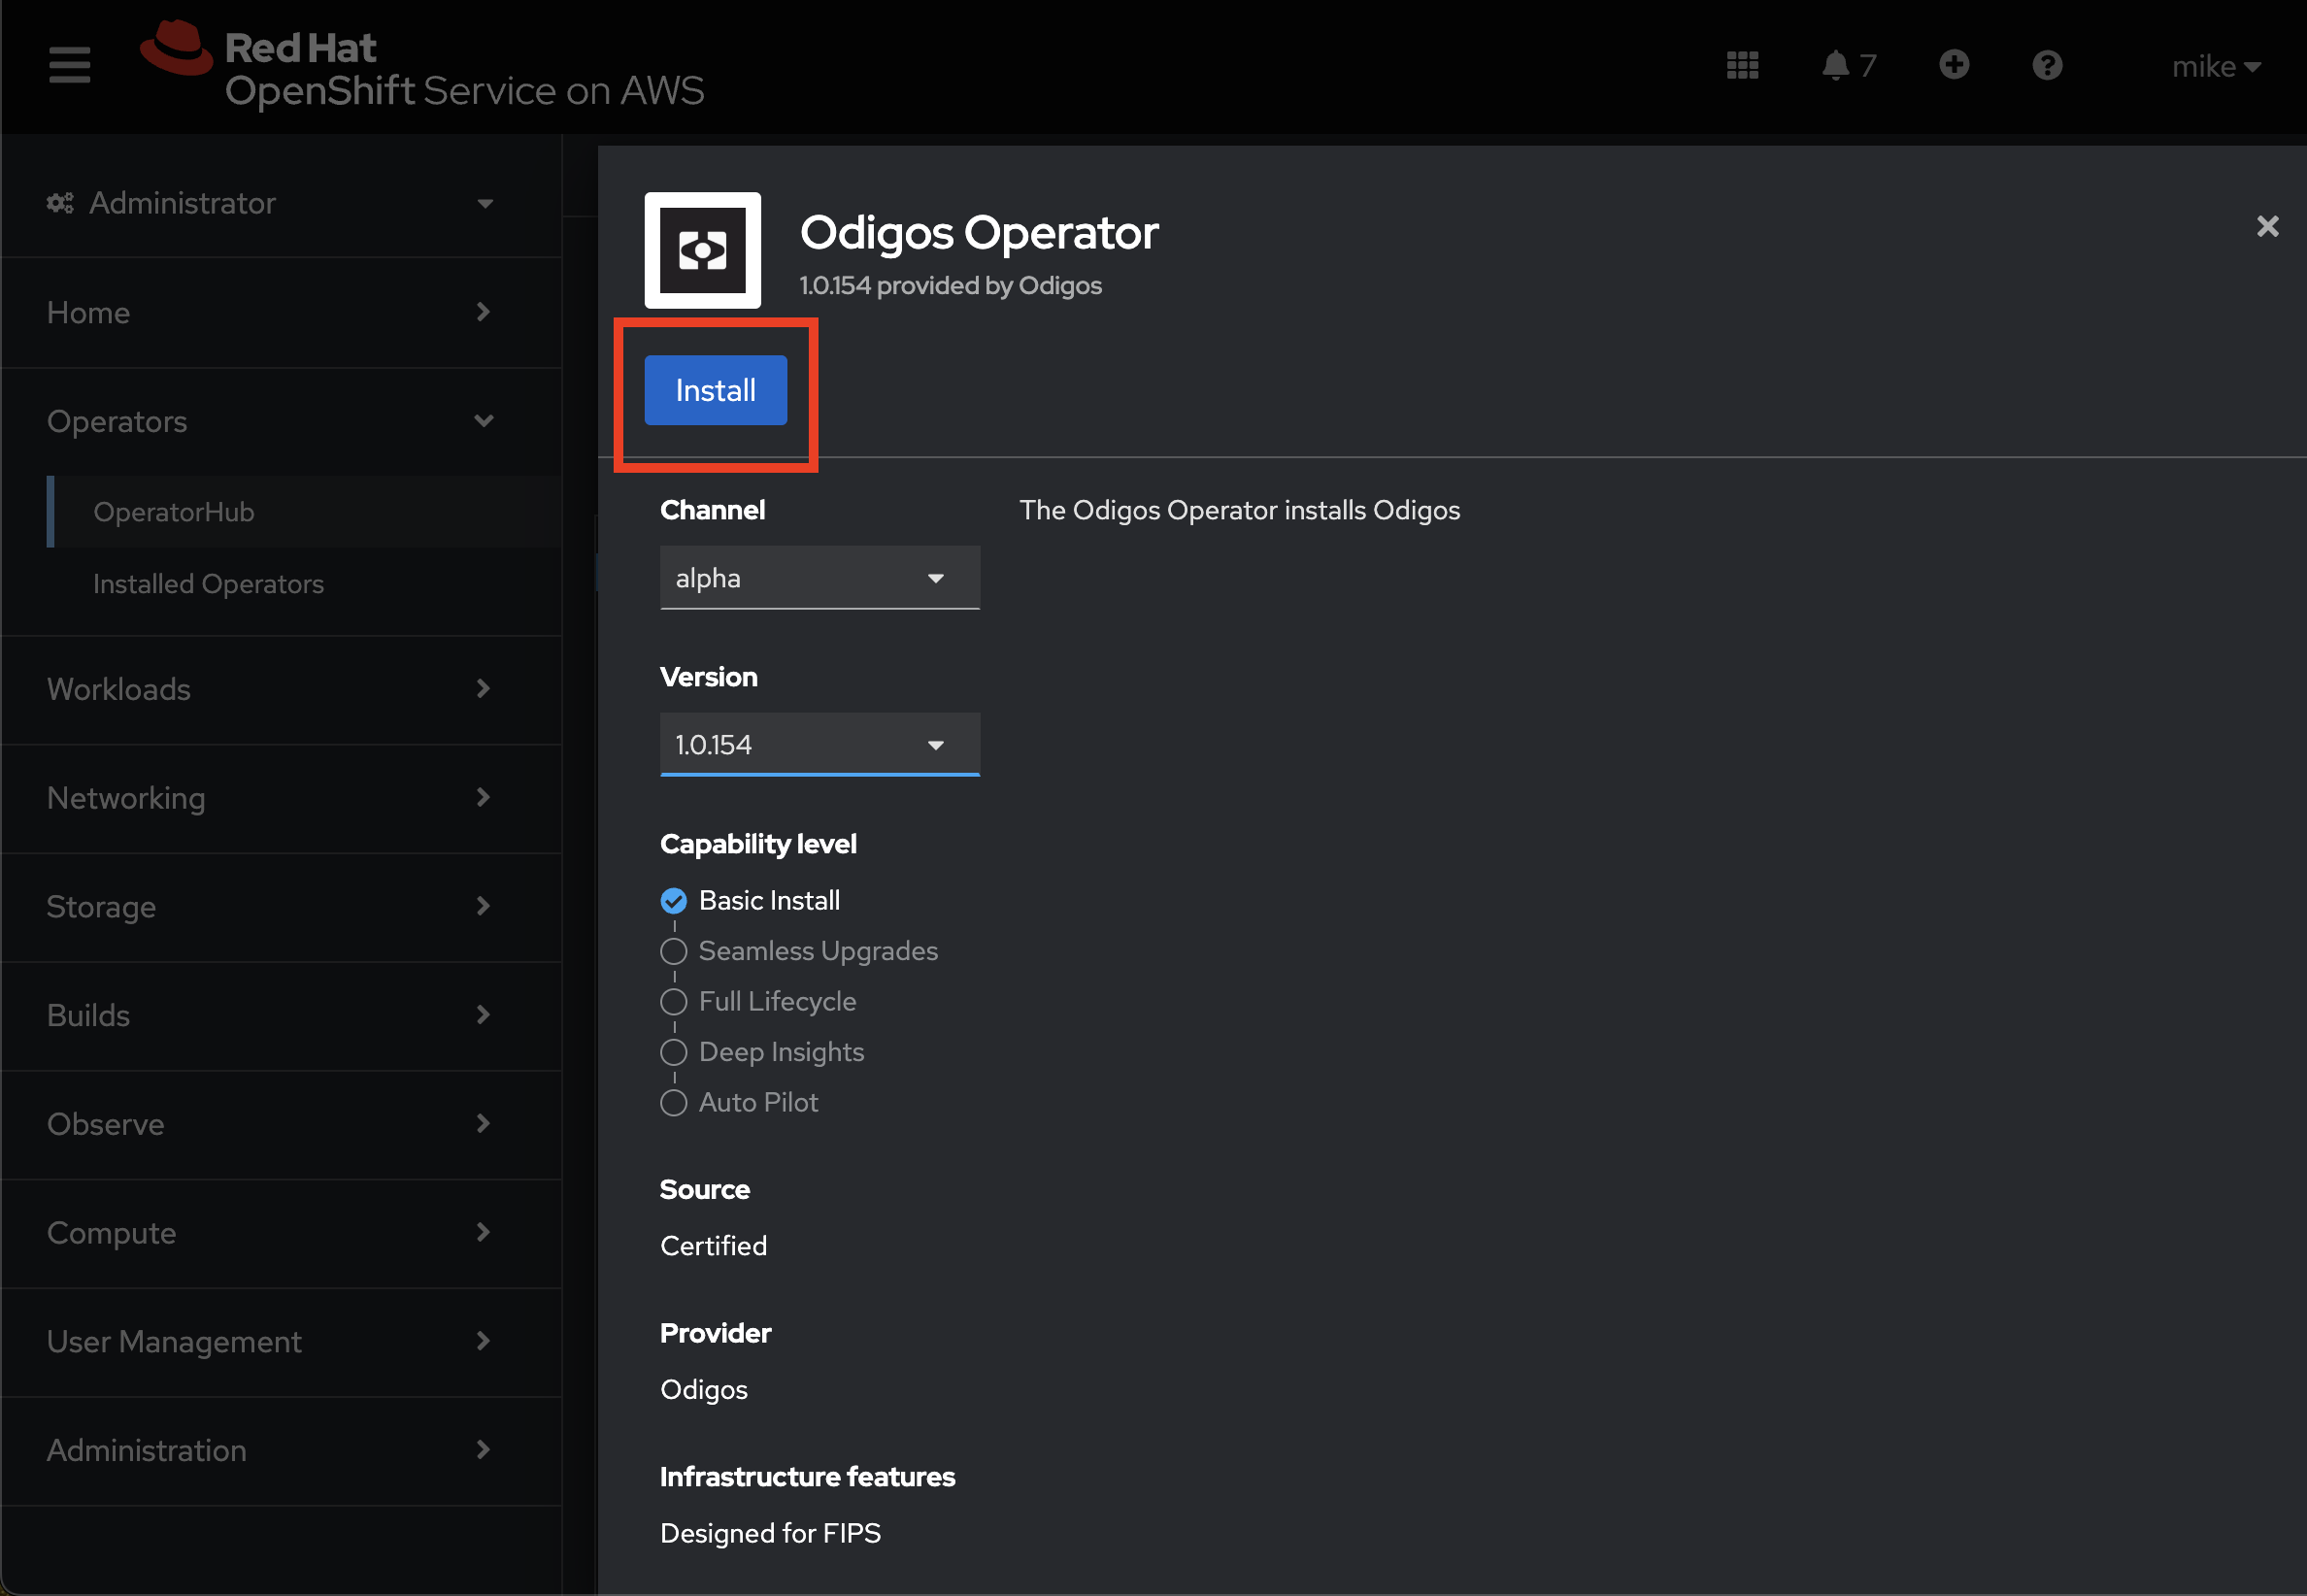 Red Hat
OpenShift Service on AWS
7
mike
Administrator
Home
Operators
OperatorHub
Installed Operators
Workloads
Networking
Storage
Builds
Observe
Compute
User Management
Administration
Odigos Operator
1.0.154 provided by Odigos
Install
Channel
alpha
The Odigos Operator installs Odigos
Version
1.0.154
Capability level
Basic Install
Seamless Upgrades
Full Lifecycle
Deep Insights
Auto Pilot
Source
Certified
Provider
Odigos
Infrastructure features
Designed for FIPS